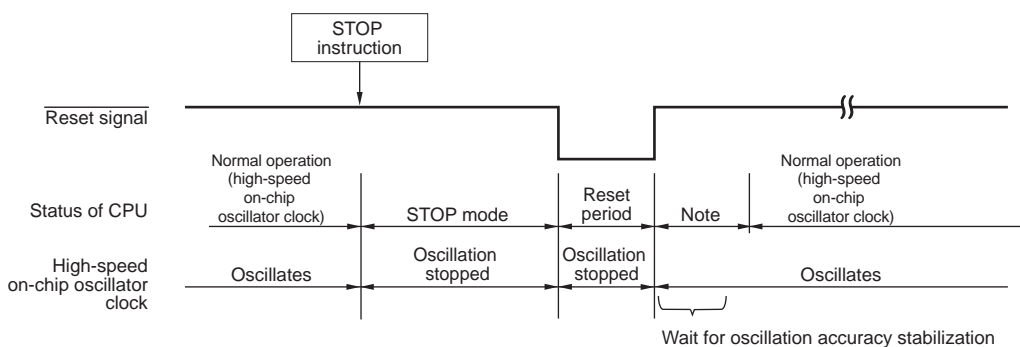 STOP
instruction
Reset signal
Normal operation
(high-speed
on-chip
oscillator clock)
Status of CPU
STOP mode
Reset
period
Note
Normal operation
(high-speed
on-chip
oscillator clock)
High-speed
on-chip oscillator
clock
Oscillates
Oscillation
stopped
Oscillation
stopped
Oscillates
Wait for oscillation accuracy stabilization